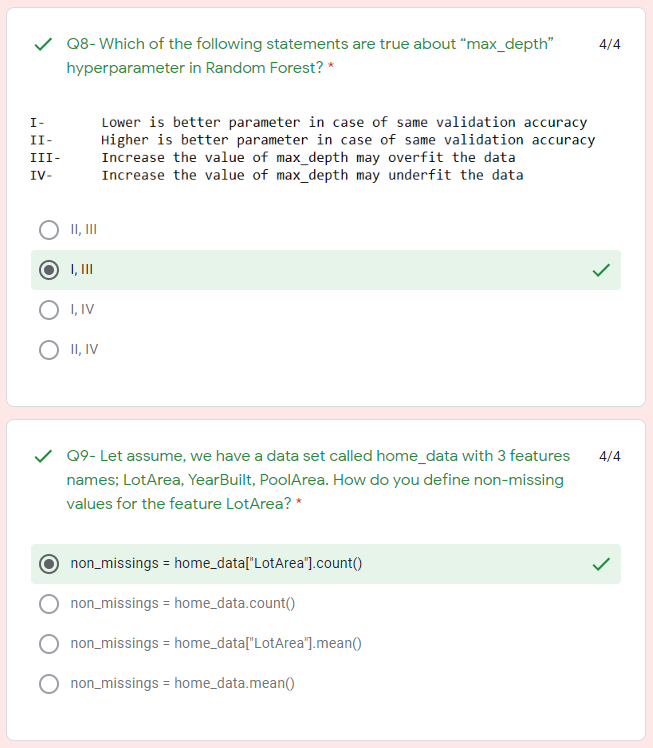 Q8- Which of the following statements are true about “max_depth” 4/4
hyperparameter in Random Forest? *
I- Lower is better parameter in case of same validation accuracy
II- Higher is better parameter in case of same validation accuracy
III- Increase the value of max_depth may overfit the data
IV- Increase the value of max_depth may underfit the data
II, III
I, III
I, IV
II, IV
Q9- Let assume, we have a data set called home_data with 3 features 4/4
names; LotArea, YearBuilt, PoolArea. How do you define non-missing
values for the feature LotArea? *
non_missings = home_data["LotArea"].count()
non_missings = home_data.count()
non_missings = home_data["LotArea"].mean()
non_missings = home_data.mean()